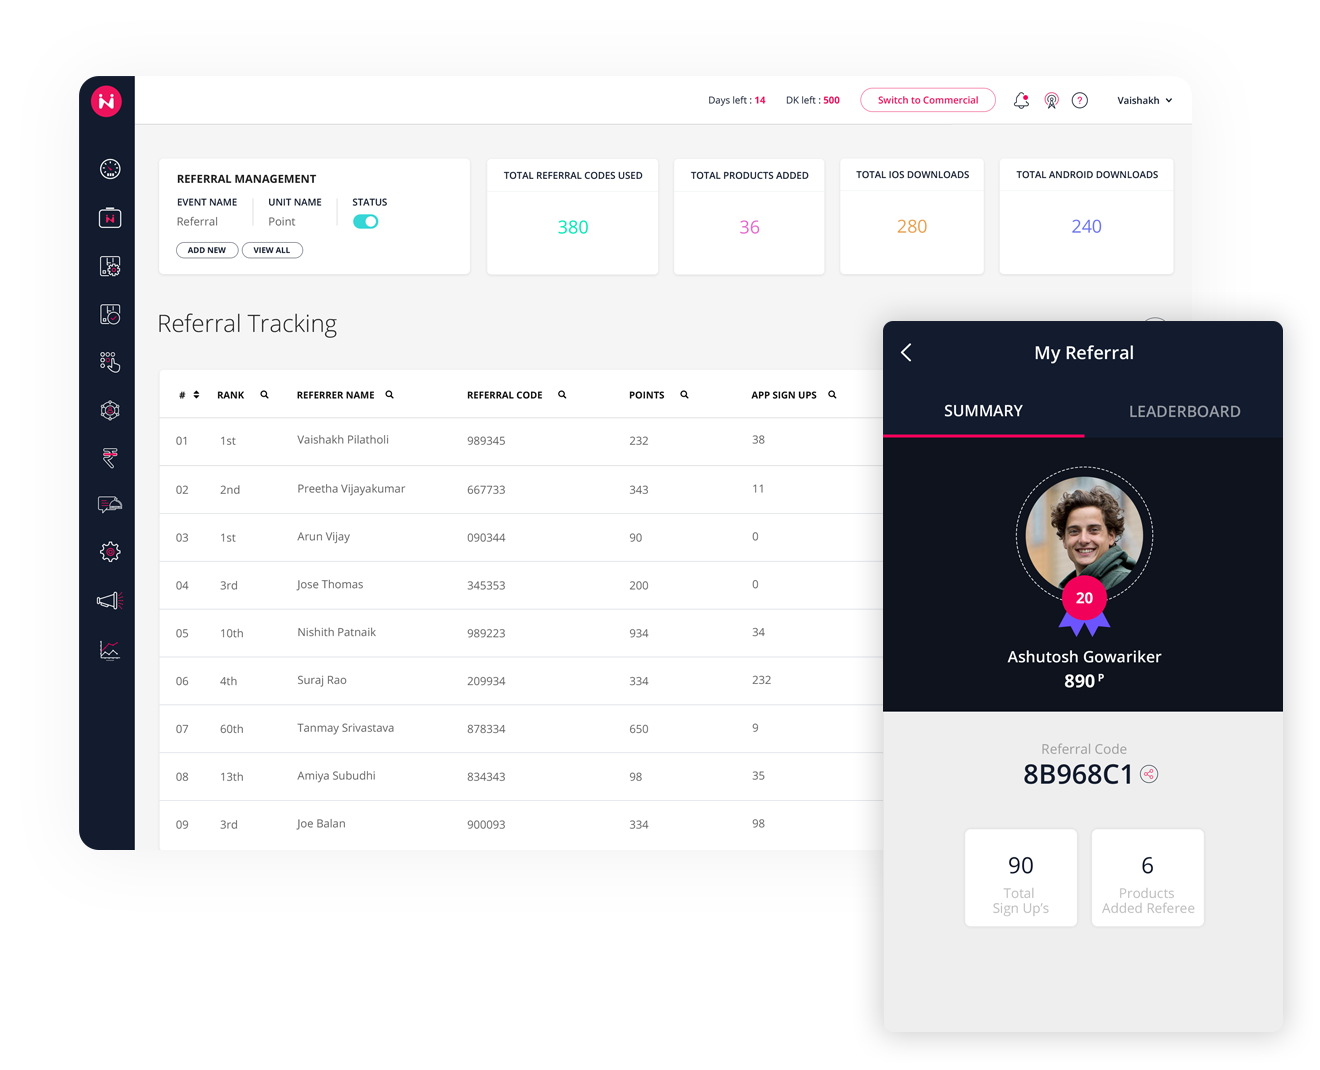 Days left : 14 DK left : 500 Switch to Commercial ? Vaishakh
REFERRAL MANAGEMENT
EVENT NAME UNIT NAME STATUS
Referral Point
ADD NEW VIEW ALL
TOTAL REFERRAL CODES USED
380
TOTAL PRODUCTS ADDED
36
TOTAL IOS DOWNLOADS
280
TOTAL ANDROID DOWNLOADS
240
Referral Tracking
# RANK REFERRER NAME REFERRAL CODE POINTS APP SIGN UPS
01 1st Vaishakh Pilatholi 989345 232 38
02 2nd Preetha Vijayakumar 667733 343 11
03 1st Arun Vijay 090344 90 0
04 3rd Jose Thomas 345353 200 0
05 10th Nishith Patnaik 989223 934 34
06 4th Suraj Rao 209934 334 232
07 60th Tanmay Srivastava 878334 650 9
08 13th Amiya Subudhi 834343 98 35
09 3rd Joe Balan 900093 334 98
My Referral
SUMMARY LEADERBOARD
20
Ashutosh Gowariker
890 P
Referral Code
8B968C1
90
Total
Sign Up's
6
Products
Added Referee